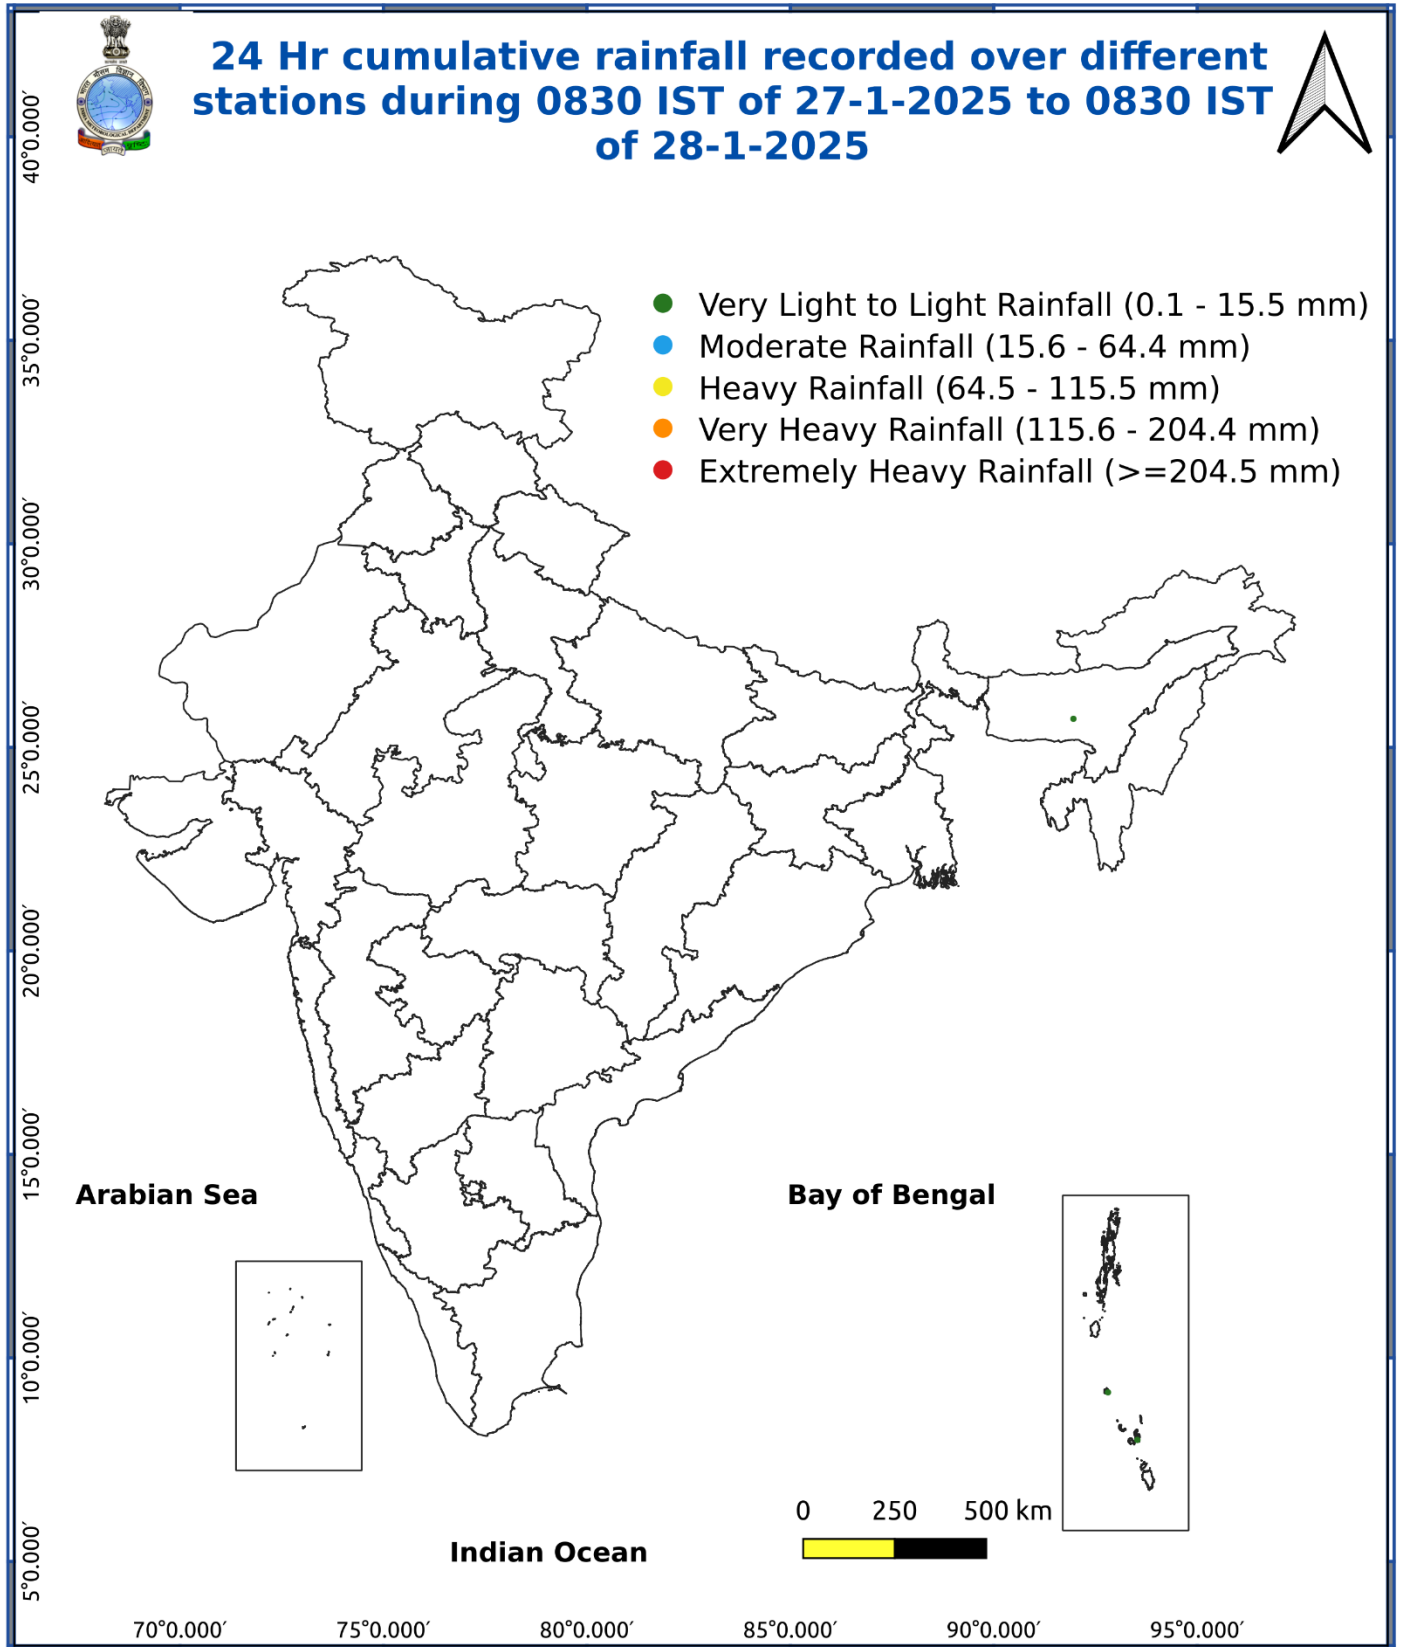 24 Hr cumulative rainfall recorded over different
stations during 0830 IST of 27-1-2025 to 0830 IST
of 28-1-2025
Very Light to Light Rainfall (0.1 - 15.5 mm)
Moderate Rainfall (15.6 - 64.4 mm)
Heavy Rainfall (64.5 - 115.5 mm)
Very Heavy Rainfall (115.6 - 204.4 mm)
Extremely Heavy Rainfall (>=204.5 mm)
40°0.000′
35°0.000′
30°0.000′
25°0.000′
20°0.000′
15°0.000′
10°0.000′
5°0.000′
Arabian Sea
Bay of Bengal
0 250 500 km
Indian Ocean
70°0.000′ 75°0.000′ 80°0.000′ 85°0.000′ 90°0.000′ 95°0.000′